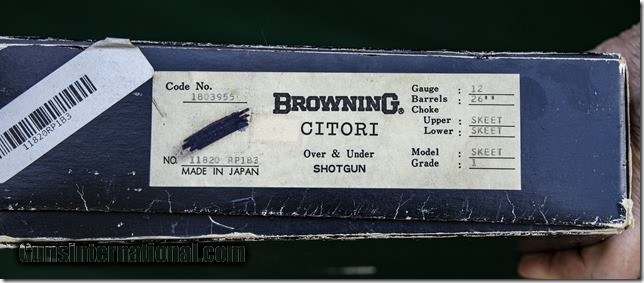 11820RP1B3
Code No.
1803955
NO. 11820 RP1B3
MADE IN JAPAN
BROWNING®
CITORI
Over & Under
SHOTGUN
Gauge : 12
Barrels : 26"
Choke
Upper : SKEET
Lower : SKEET
Model : SKEET
Grade : 1
GunsInternational.com